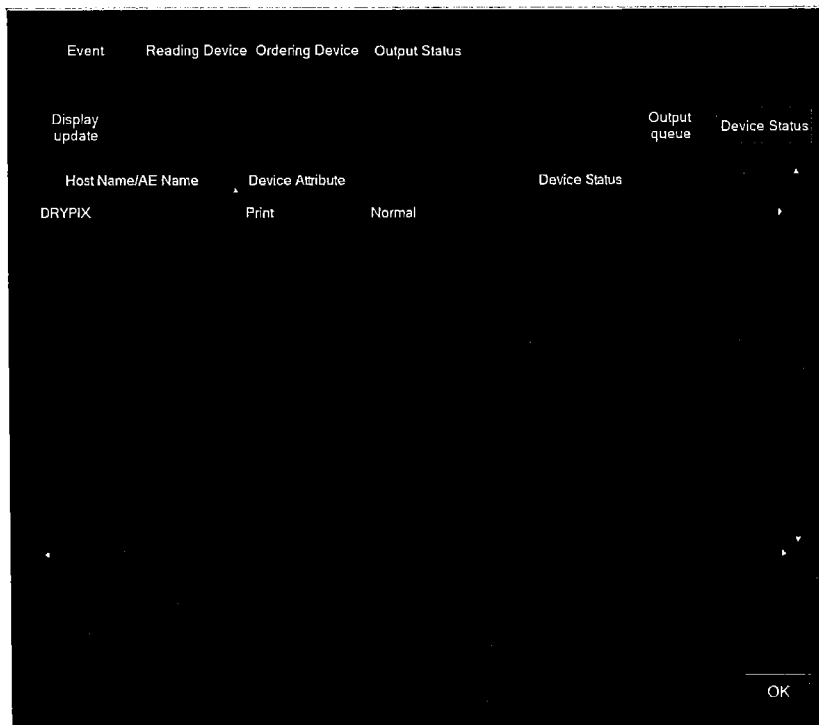 Event Reading Device Ordering Device Output Status
Display
update
Output
queue
Device Status
Host Name/AE Name Device Attribute Device Status
DRYPIX Print Normal
OK